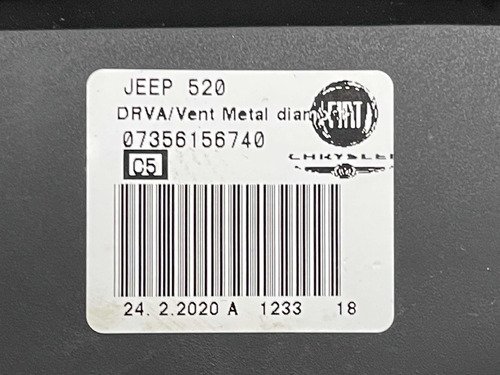 JEEP 520
DRVA/Vent Metal diam
FIAT
07356156740
CHRYSLER
C5
24. 2.2020 A 1233 18